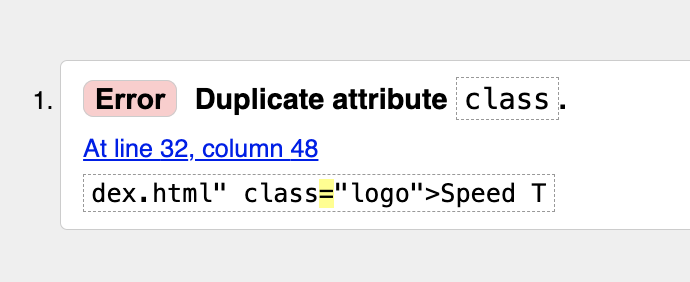 1. Error Duplicate attribute class.
At line 32, column 48
dex.html" class="logo">Speed T